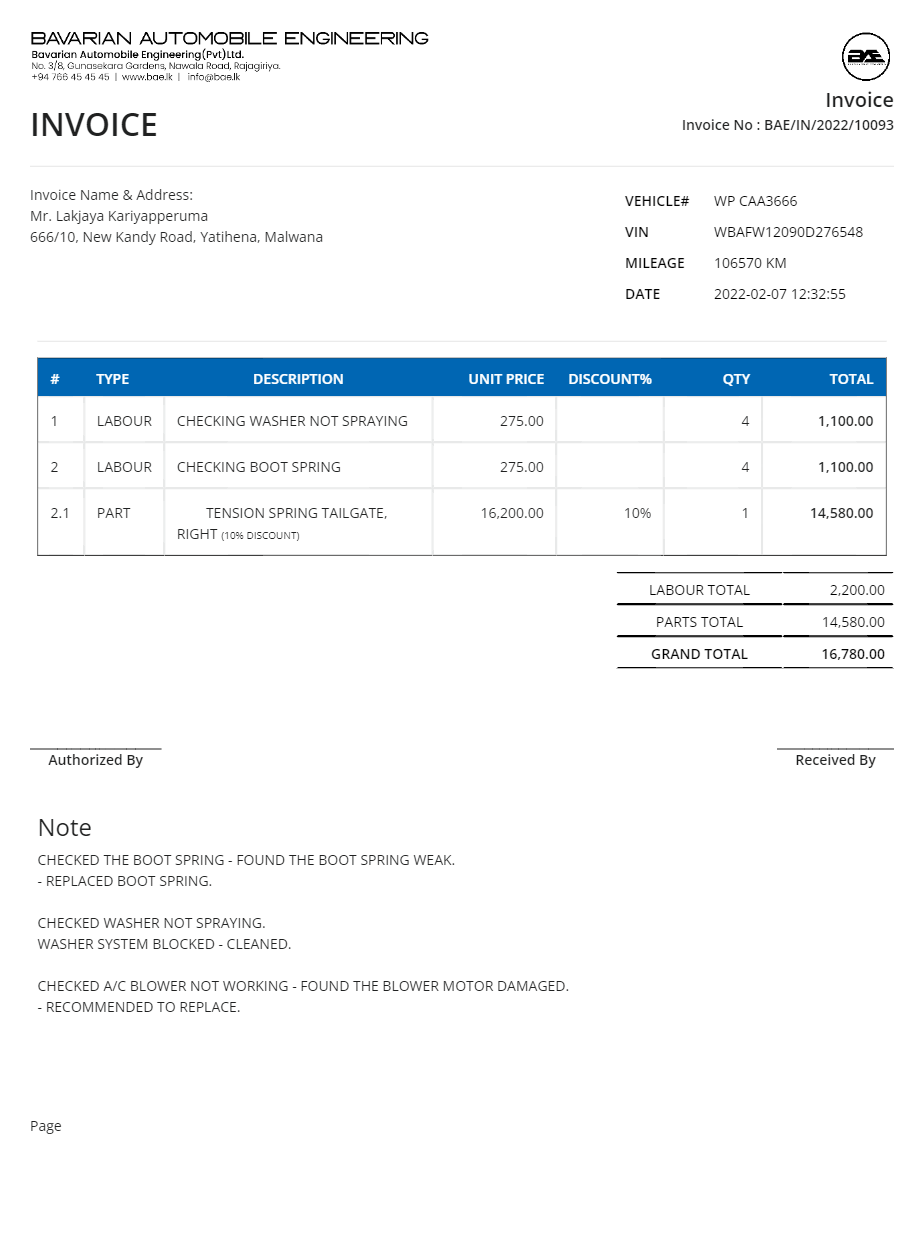 BAVARIAN AUTOMOBILE ENGINEERING
Bavarian Automobile Engineering(Pvt)Ltd.
No. 3/8, Gunasekara Gardens, Nawala Road, Rajagiriya.
+94 766 45 45 45 | www.bae.lk | info@bae.lk
BAE
Invoice
INVOICE
Invoice No : BAE/IN/2022/10093
Invoice Name & Address:
Mr. Lakjaya Kariyapperuma
666/10, New Kandy Road, Yatihena, Malwana
VEHICLE# WP CAA3666
VIN WBAFW12090D276548
MILEAGE 106570 KM
DATE 2022-02-07 12:32:55
# TYPE DESCRIPTION UNIT PRICE DISCOUNT% QTY TOTAL
1 LABOUR CHECKING WASHER NOT SPRAYING 275.00 4 1,100.00
2 LABOUR CHECKING BOOT SPRING 275.00 4 1,100.00
2.1 PART TENSION SPRING TAILGATE, 16,200.00 10% 1 14,580.00
RIGHT (10% DISCOUNT)
LABOUR TOTAL 2,200.00
PARTS TOTAL 14,580.00
GRAND TOTAL 16,780.00
Authorized By Received By
Note
CHECKED THE BOOT SPRING - FOUND THE BOOT SPRING WEAK.
- REPLACED BOOT SPRING.
CHECKED WASHER NOT SPRAYING.
WASHER SYSTEM BLOCKED - CLEANED.
CHECKED A/C BLOWER NOT WORKING - FOUND THE BLOWER MOTOR DAMAGED.
- RECOMMENDED TO REPLACE.
Page